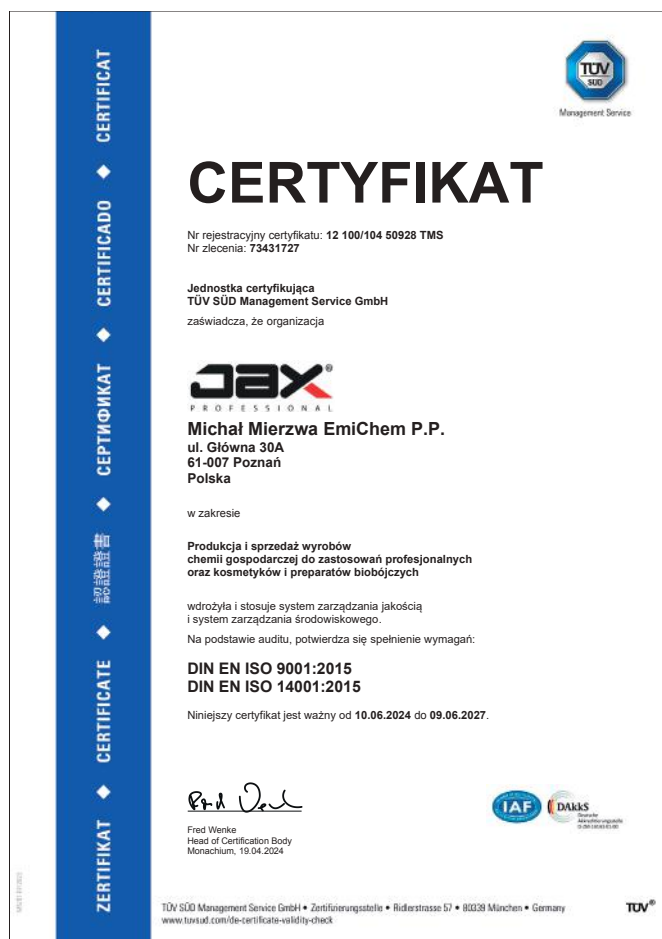 TÜV
SÜD
Management Service
CERTYFIKAT
Nr rejestracyjny certyfikatu: 12 100/104 50928 TMS
Nr zlecenia: 73431727
Jednostka certyfikująca
TÜV SÜD Management Service GmbH
zaświadcza, że organizacja
JAX®
PROFESSIONAL
Michał Mierzwa EmiChem P.P.
ul. Główna 30A
61-007 Poznań
Polska
w zakresie
Produkcja i sprzedaż wyrobów
chemii gospodarczej do zastosowań profesjonalnych
oraz kosmetyków i preparatów biobójczych
wdrożyła i stosuje system zarządzania jakością
i system zarządzania środowiskowego.
Na podstawie auditu, potwierdza się spełnienie wymagań:
DIN EN ISO 9001:2015
DIN EN ISO 14001:2015
Niniejszy certyfikat jest ważny od 10.06.2024 do 09.06.2027.
Fred Wenke
Head of Certification Body
Monachium, 19.04.2024
IAF
DAkkS
Deutsche
Akkreditierungsstelle
TÜV SÜD Management Service GmbH • Zertifizierungsstelle • Ridlerstrasse 57 • 80339 München • Germany
www.tuvsud.com/de-certificate-validity-check
TÜV®
ZERTIFIKAT ◆ CERTIFICATE ◆ 認證證書 ◆ СЕРТИФИКАТ ◆ CERTIFICADO ◆ CERTIFICAT